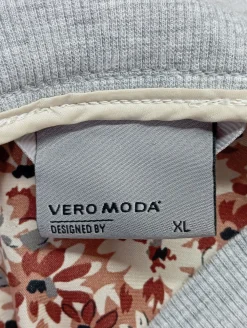 VERO MODA®
DESIGNED BY XL